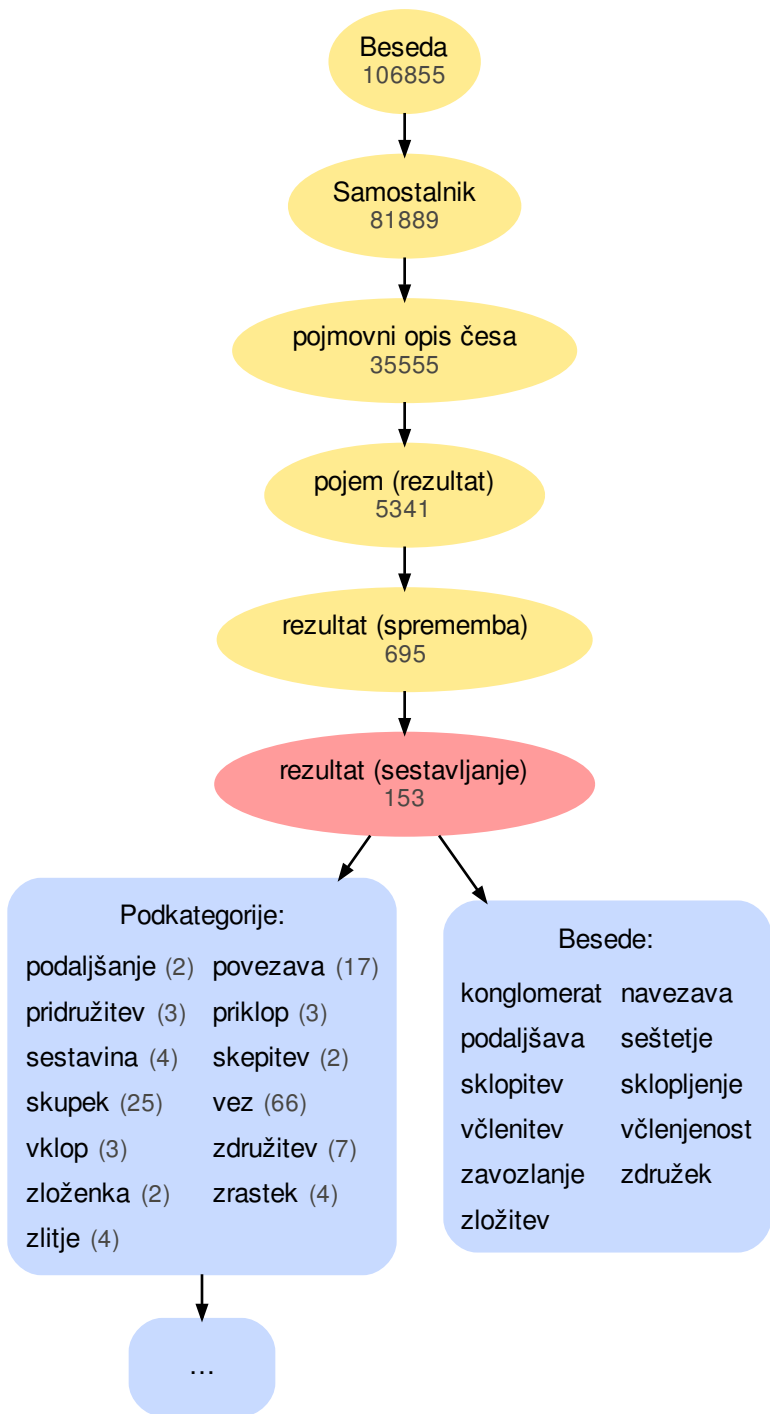 Beseda
106855
Samostalnik
81889
pojmovni opis česa
35555
pojem (rezultat)
5341
rezultat (sprememba)
695
rezultat (sestavljanje)
153
Podkategorije:
podaljšanje (2) povezava (17)
pridružitev (3) priklop (3)
sestavina (4) skepitev (2)
skupek (25) vez (66)
vklop (3) združitev (7)
zloženka (2) zrastek (4)
zlitje (4)
Besede:
konglomerat navezava
podaljšava seštetje
sklopitev sklopljenje
včlenitev včlenjenost
zavozlanje združek
zložitev
...